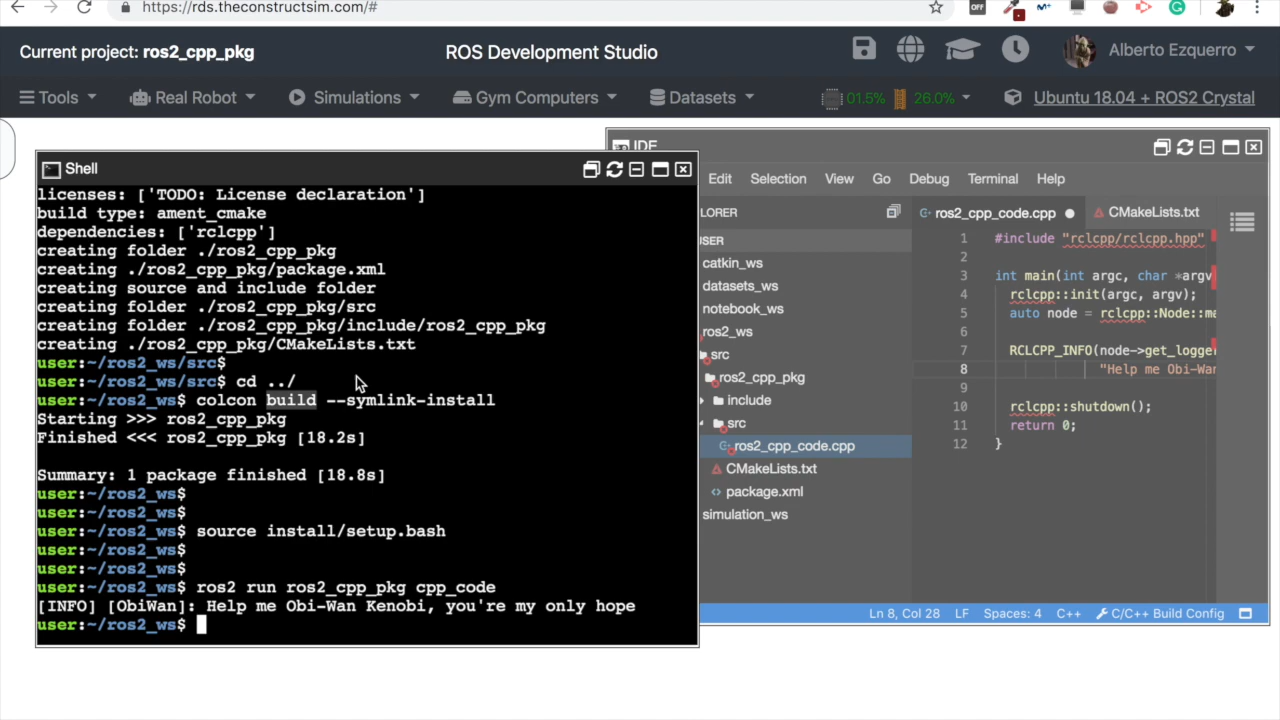 https://rds.theconstructsim.com/#
OFF
Current project: ros2_cpp_pkg
ROS Development Studio
Alberto Ezquerro
Tools
Real Robot
Simulations
Gym Computers
Datasets
01.5%
26.0%
Ubuntu 18.04 + ROS2 Crystal
Shell
licenses: ['TODO: License declaration']
build type: ament_cmake
dependencies: ['rclcpp']
creating folder ./ros2_cpp_pkg
creating ./ros2_cpp_pkg/package.xml
creating source and include folder
creating folder ./ros2_cpp_pkg/src
creating folder ./ros2_cpp_pkg/include/ros2_cpp_pkg
creating ./ros2_cpp_pkg/CMakeLists.txt
user:~/ros2_ws/src$
user:~/ros2_ws/src$ cd ../
user:~/ros2_ws$ colcon build --symlink-install
Starting >>> ros2_cpp_pkg
Finished <<< ros2_cpp_pkg [18.2s]
Summary: 1 package finished [18.8s]
user:~/ros2_ws$
user:~/ros2_ws$
user:~/ros2_ws$ source install/setup.bash
user:~/ros2_ws$
user:~/ros2_ws$
user:~/ros2_ws$ ros2 run ros2_cpp_pkg cpp_code
[INFO] [ObiWan]: Help me Obi-Wan Kenobi, you're my only hope
user:~/ros2_ws$
IDE
Edit Selection View Go Debug Terminal Help
LORER
USER
catkin_ws
datasets_ws
notebook_ws
ros2_ws
src
ros2_cpp_pkg
include
src
ros2_cpp_code.cpp
CMakeLists.txt
package.xml
simulation_ws
ros2_cpp_code.cpp
CMakeLists.txt
1 #include "rclcpp/rclcpp.hpp"
2
3 int main(int argc, char *argv
4 rclcpp::init(argc, argv);
5 auto node = rclcpp::Node::ma
6
7 RCLCPP_INFO(node->get_logge
8 "Help me Obi-Wan
9
10 rclcpp::shutdown();
11 return 0;
12 }
Ln 8, Col 28 LF Spaces: 4 C++ C/C++ Build Config